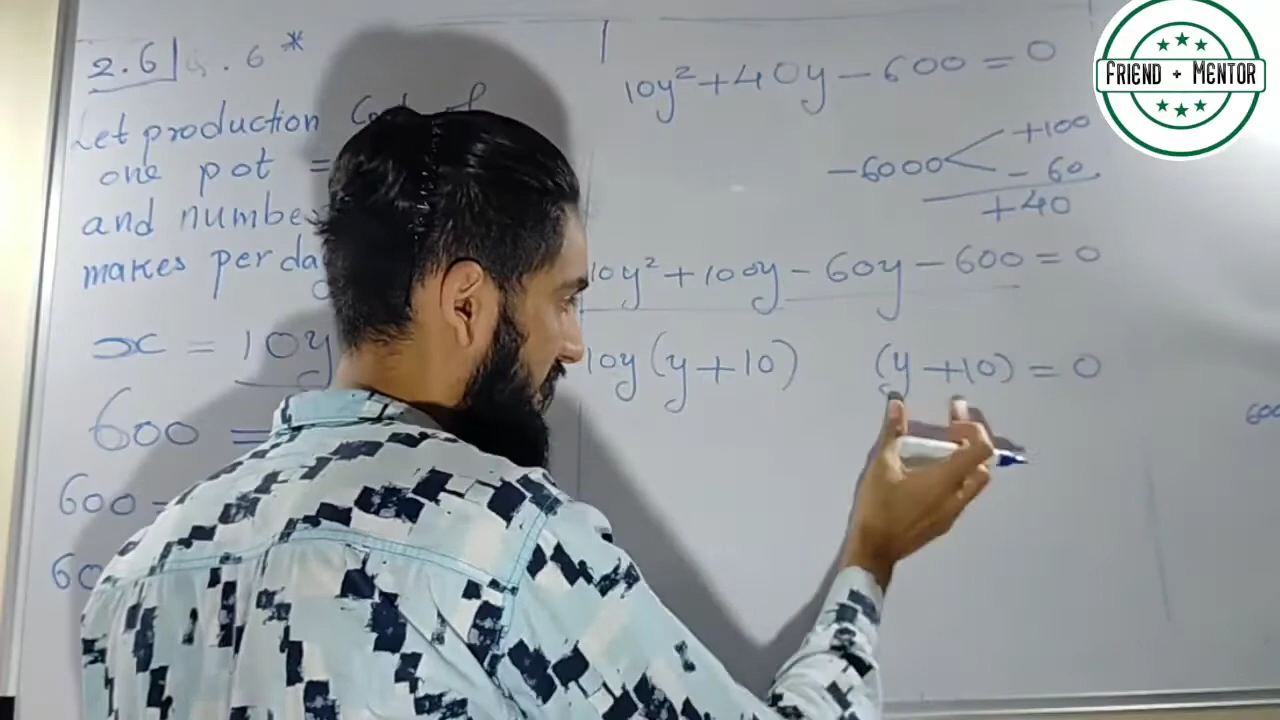 2.6] . 6 *
Let production Cost of
one pot =
and number
makes per day
x = 10y
600 =
600 -
60
10y² + 40y - 600 = 0
-6000 < +100
- 60
+40
10y² + 100y - 60y - 600 = 0
10y (y + 10) (y + 10) = 0
600
FRIEND + MENTOR